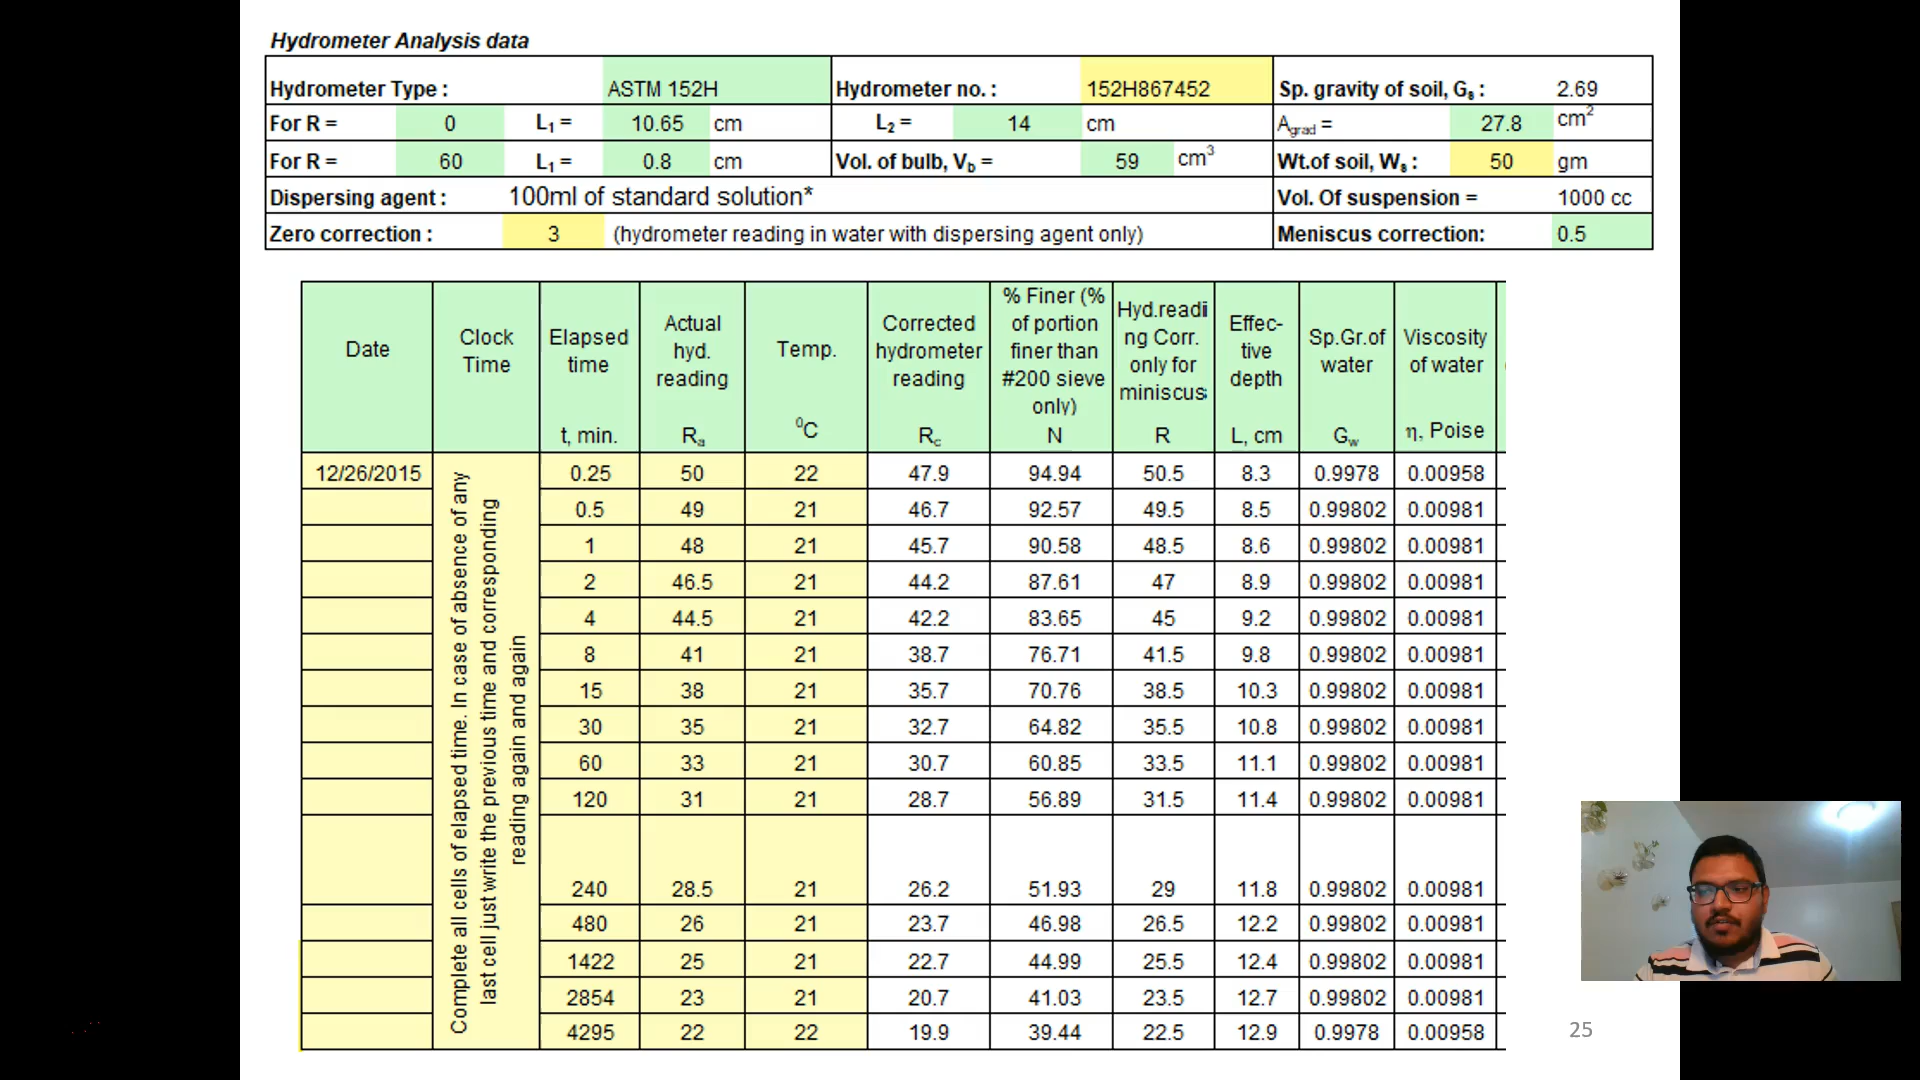 Hydrometer Analysis data
Hydrometer Type : ASTM 152H Hydrometer no. : 152H867452 Sp. gravity of soil, Gs : 2.69
For R = 0 L1 = 10.65 cm L2 = 14 cm Agrad = 27.8 cm2
For R = 60 L1 = 0.8 cm Vol. of bulb, Vb = 59 cm3 Wt.of soil, Ws : 50 gm
Dispersing agent : 100ml of standard solution* Vol. Of suspension = 1000 cc
Zero correction : 3 (hydrometer reading in water with dispersing agent only) Meniscus correction: 0.5
Date
Clock
Time
Elapsed
time
t, min.
Actual
hyd.
reading
Ra
Temp.
0C
Corrected
hydrometer
reading
Rc
% Finer (%
of portion
finer than
#200 sieve
only)
N
Hyd.readi
ng Corr.
only for
miniscus
R
Effec-
tive
depth
L, cm
Sp.Gr.of
water
Gw
Viscosity
of water
η, Poise
Complete all cells of elapsed time. In case of absence of any
last cell just write the previous time and corresponding
reading again and again
12/26/2015 0.25 50 22 47.9 94.94 50.5 8.3 0.9978 0.00958
0.5 49 21 46.7 92.57 49.5 8.5 0.99802 0.00981
1 48 21 45.7 90.58 48.5 8.6 0.99802 0.00981
2 46.5 21 44.2 87.61 47 8.9 0.99802 0.00981
4 44.5 21 42.2 83.65 45 9.2 0.99802 0.00981
8 41 21 38.7 76.71 41.5 9.8 0.99802 0.00981
15 38 21 35.7 70.76 38.5 10.3 0.99802 0.00981
30 35 21 32.7 64.82 35.5 10.8 0.99802 0.00981
60 33 21 30.7 60.85 33.5 11.1 0.99802 0.00981
120 31 21 28.7 56.89 31.5 11.4 0.99802 0.00981
240 28.5 21 26.2 51.93 29 11.8 0.99802 0.00981
480 26 21 23.7 46.98 26.5 12.2 0.99802 0.00981
1422 25 21 22.7 44.99 25.5 12.4 0.99802 0.00981
2854 23 21 20.7 41.03 23.5 12.7 0.99802 0.00981
4295 22 22 19.9 39.44 22.5 12.9 0.9978 0.00958
25